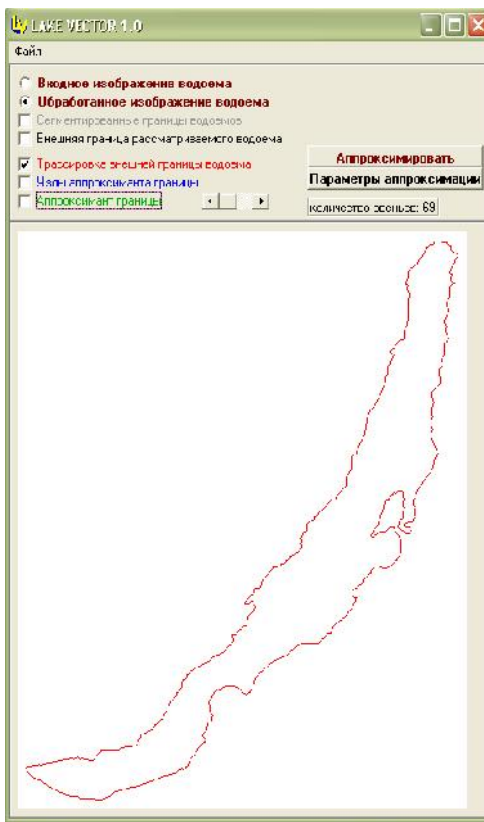 LAKE VECTOR 1.0
Файл
Входное изображение водоема
Обработанное изображение водоема
Сегментированные границы водоемов
Внешняя граница рассматриваемого водоема
Трассировка внешней границы водоема
Узлы аппроксиманта границы
Аппроксимант границы
Аппроксимировать
Параметры аппроксимации
количество звеньев: 69